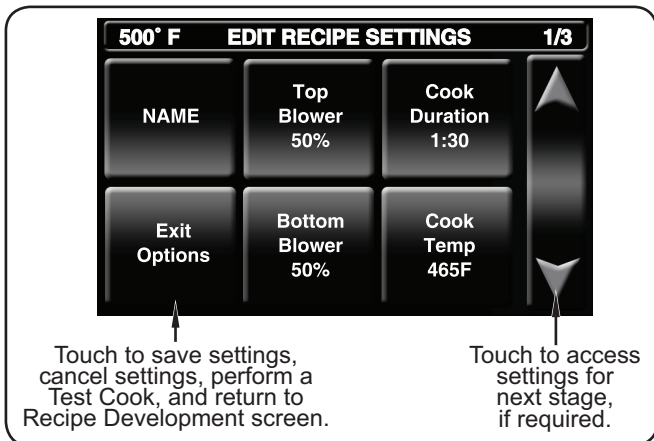 500° F EDIT RECIPE SETTINGS 1/3
NAME
Top
Blower
50%
Cook
Duration
1:30
Exit
Options
Bottom
Blower
50%
Cook
Temp
465F
Touch to save settings,
cancel settings, perform a
Test Cook, and return to
Recipe Development screen.
Touch to access
settings for
next stage,
if required.